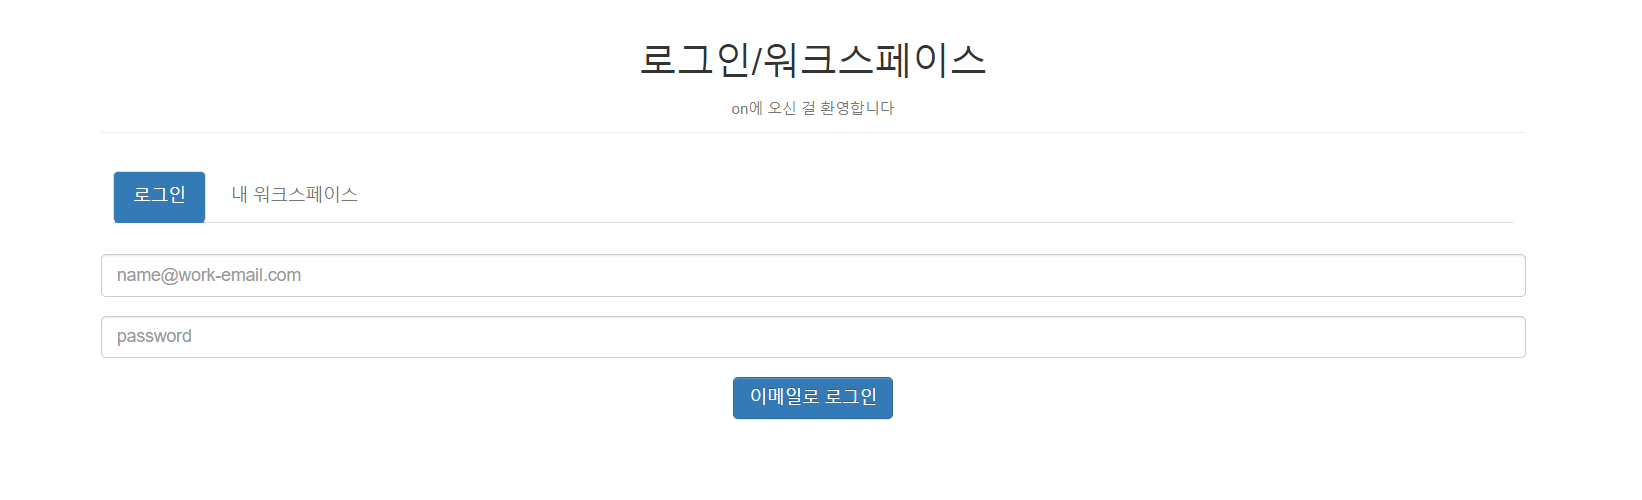 로그인/워크스페이스
on에 오신 걸 환영합니다
로그인 내 워크스페이스
name@work-email.com
password
이메일로 로그인